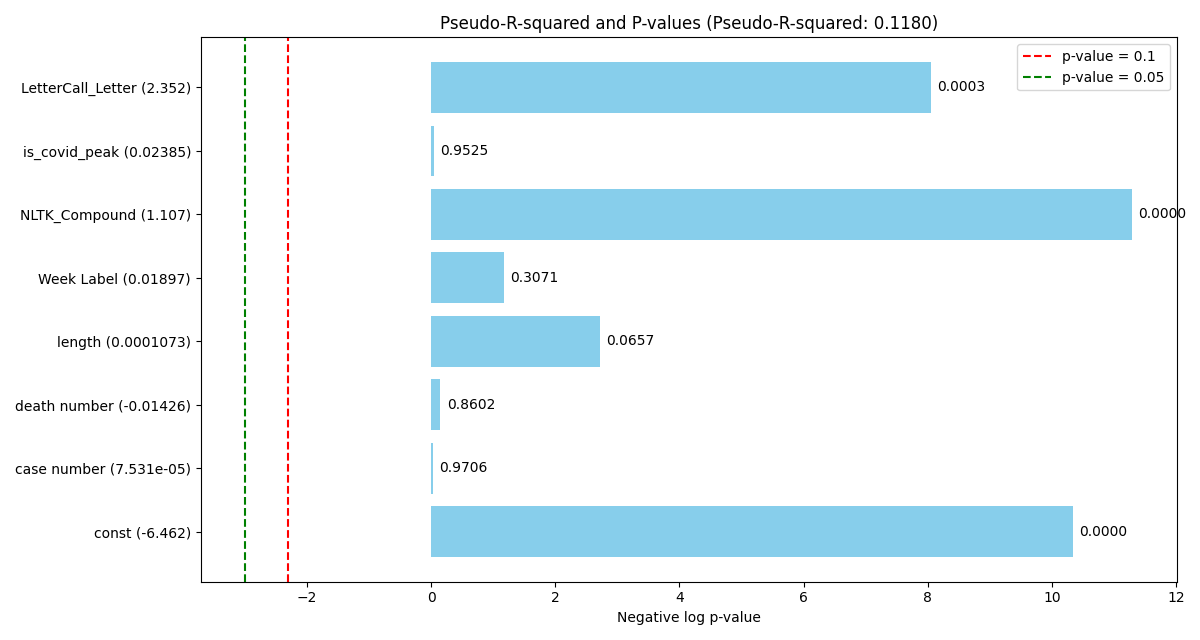 Pseudo-R-squared and P-values (Pseudo-R-squared: 0.1180)
p-value = 0.1
p-value = 0.05
LetterCall_Letter (2.352) 0.0003
is_covid_peak (0.02385) 0.9525
NLTK_Compound (1.107) 0.0000
Week Label (0.01897) 0.3071
length (0.0001073) 0.0657
death number (-0.01426) 0.8602
case number (7.531e-05) 0.9706
const (-6.462) 0.0000
−2 0 2 4 6 8 10 12
Negative log p-value